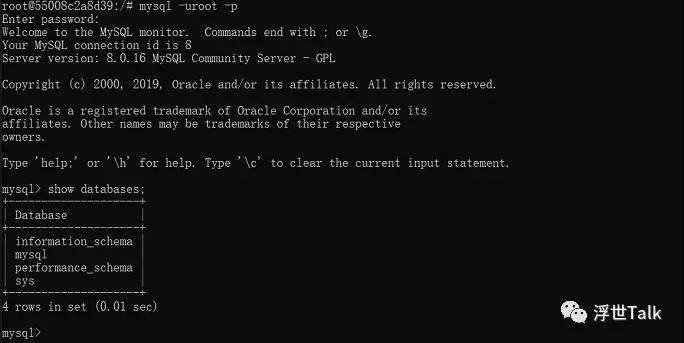 root@55008c2a8d39:/# mysql -uroot -p
Enter password:
Welcome to the MySQL monitor.  Commands end with ; or \g.
Your MySQL connection id is 8
Server version: 8.0.16 MySQL Community Server - GPL
Copyright (c) 2000, 2019, Oracle and/or its affiliates. All rights reserved.
Oracle is a registered trademark of Oracle Corporation and/or its
affiliates. Other names may be trademarks of their respective
owners.
Type 'help;' or '\h' for help. Type '\c' to clear the current input statement.
mysql> show databases;
+--------------------+
| Database           |
+--------------------+
| information_schema |
| mysql              |
| performance_schema |
| sys                |
+--------------------+
4 rows in set (0.01 sec)
mysql>
浮世Talk